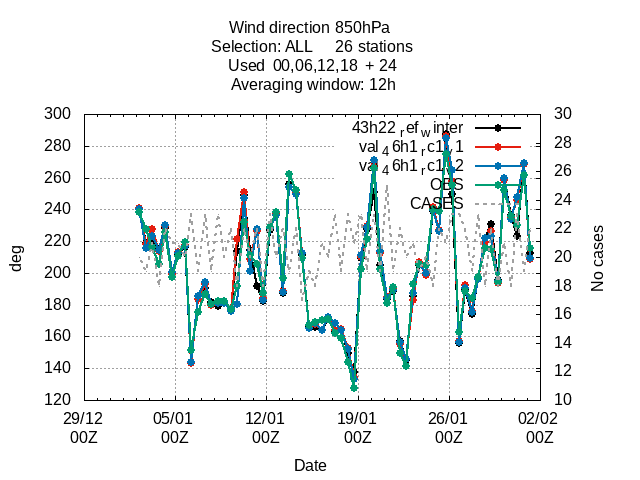 Wind direction 850hPa
Selection: ALL 26 stations
Used 00,06,12,18 + 24
Averaging window: 12h
300 30
280 28
260 26
240 24
220 22
200 20
180 18
160 16
140 14
120 12
10
43h22refwinter
val46h1rc1v1
val46h1rc1v2
OBS
CASES
deg
No cases
29/12 05/01 12/01 19/01 26/01 02/02
00Z 00Z 00Z 00Z 00Z 00Z
Date